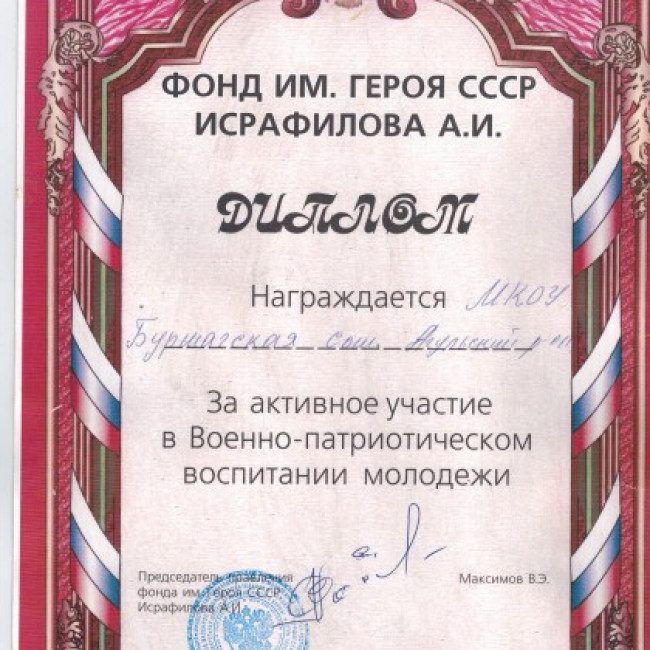 ФОНД ИМ. ГЕРОЯ СССР
ИСРАФИЛОВА А.И.
ДИПЛОМ
Награждается МКОУ
Буршагская сош Агульский р-н
За активное участие
в Военно-патриотическом
воспитании молодежи
Председатель правления
фонда им. Героя СССР
Исрафилова А.И.
Максимов В.Э.